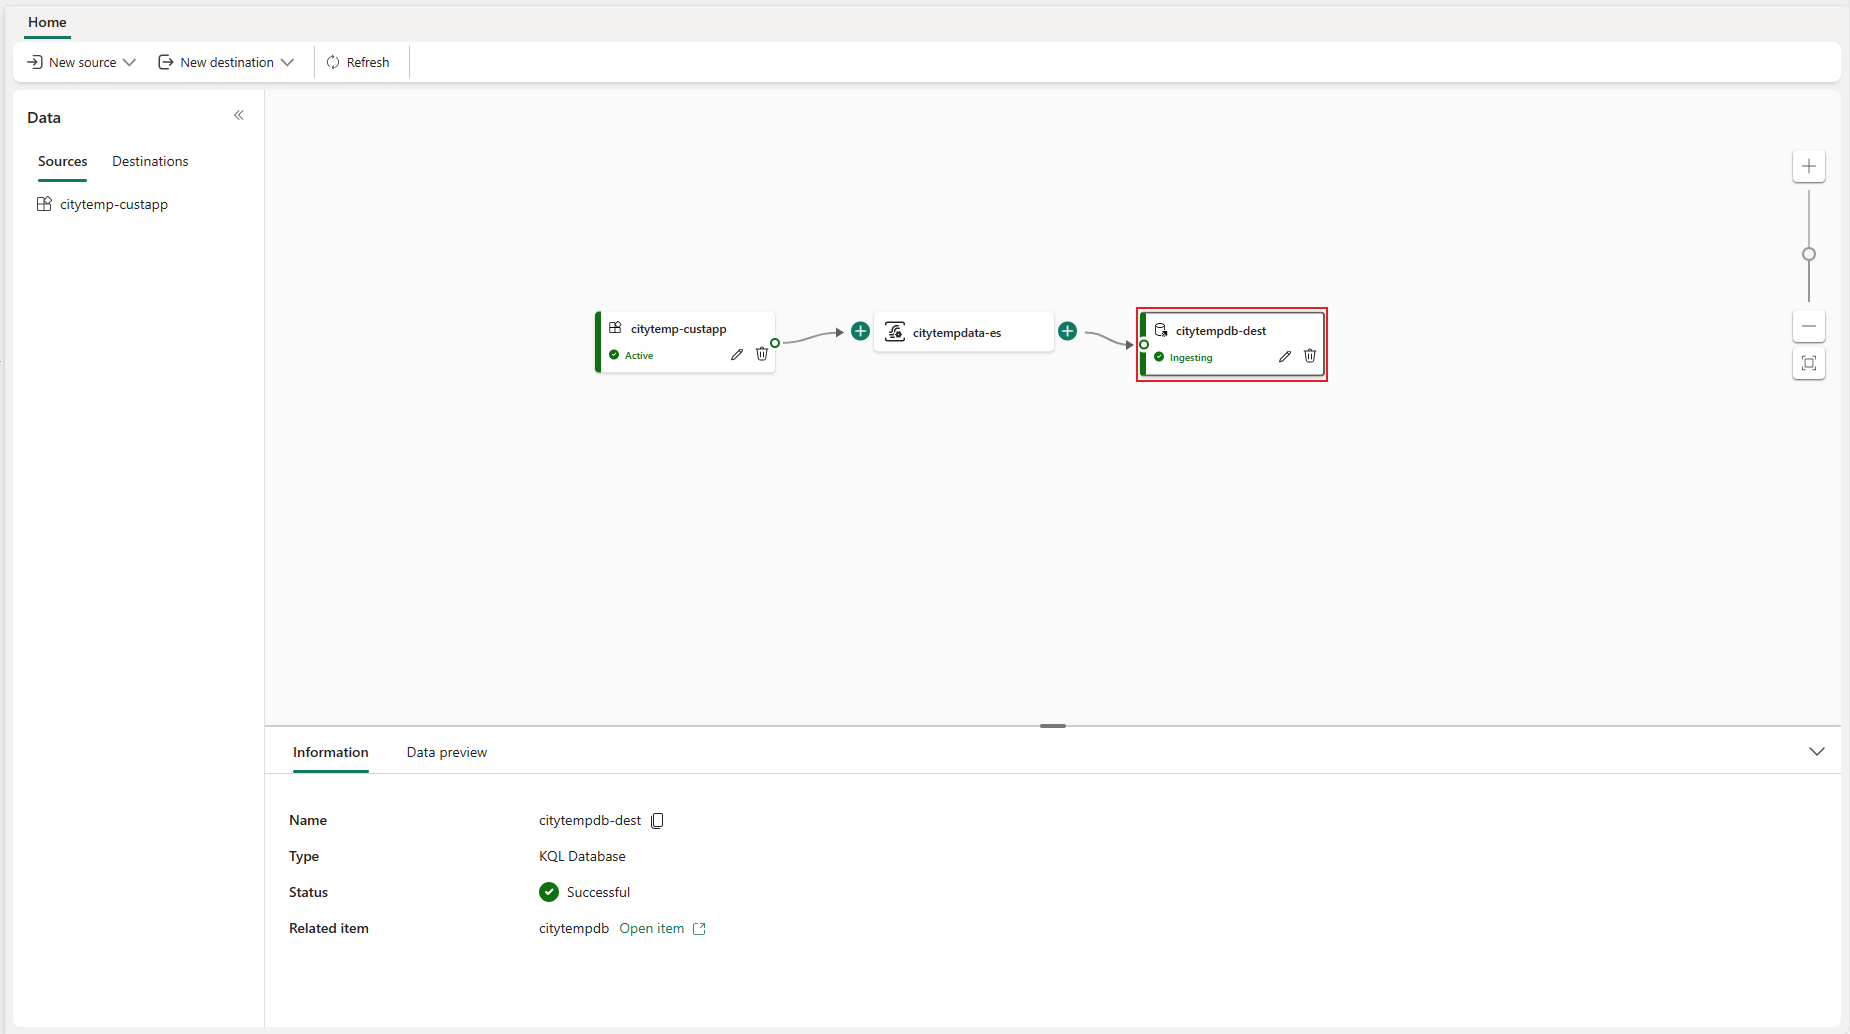 Home
New source
New destination
Refresh
Data
Sources
Destinations
citytemp-custapp
citytemp-custapp
Active
citytempdata-es
citytempdb-dest
Ingesting
Information
Data preview
Name
citytempdb-dest
Type
KQL Database
Status
Successful
Related item
citytempdb Open item